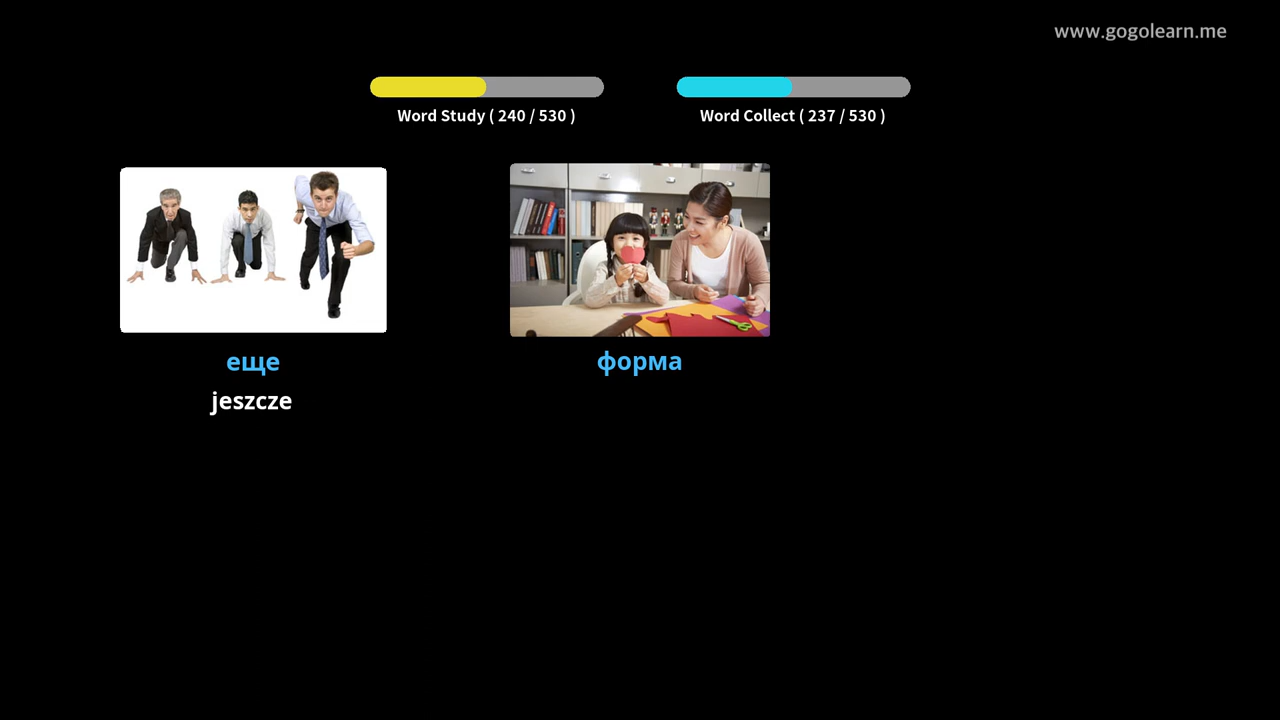 www.gogolearn.me
Word Study ( 240 / 530 )
Word Collect ( 237 / 530 )
еще
jeszcze
форма